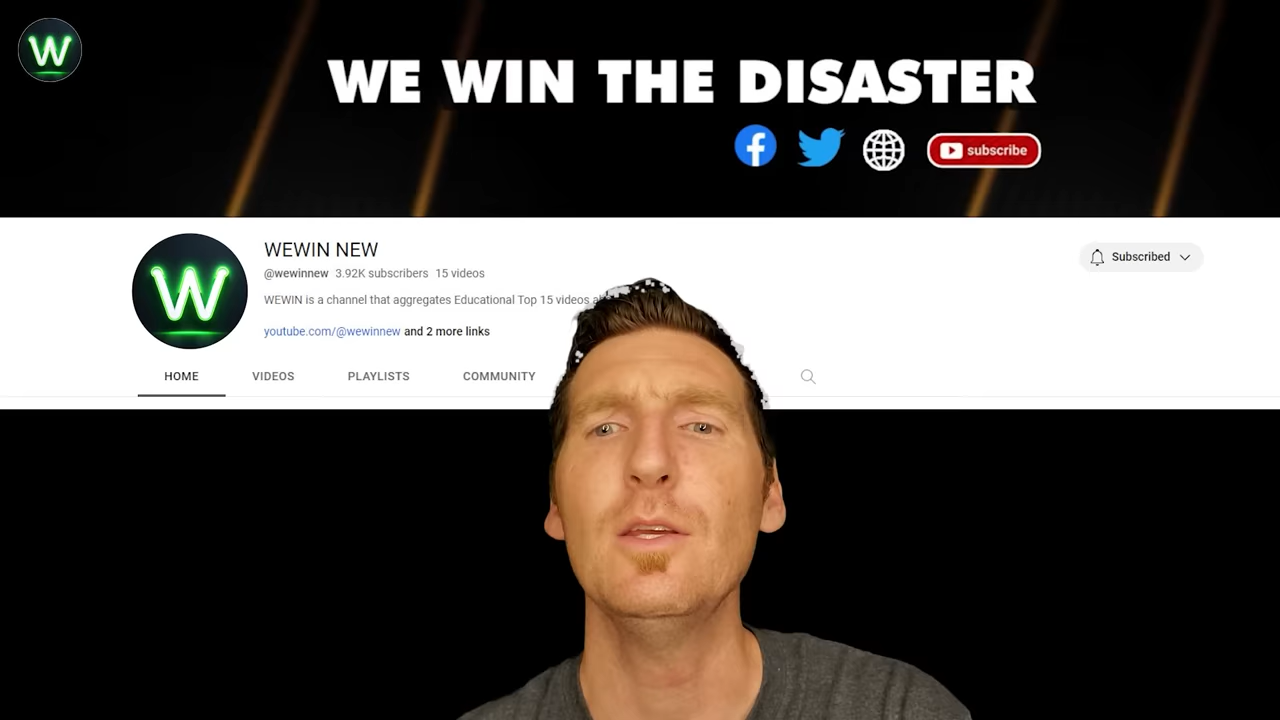 W
WE WIN THE DISASTER
f
subscribe
W
WEWIN NEW
@wewinnew 3.92K subscribers 15 videos
Subscribed
WEWIN is a channel that aggregates Educational Top 15 videos
youtube.com/@wewinnew and 2 more links
HOME VIDEOS PLAYLISTS COMMUNITY